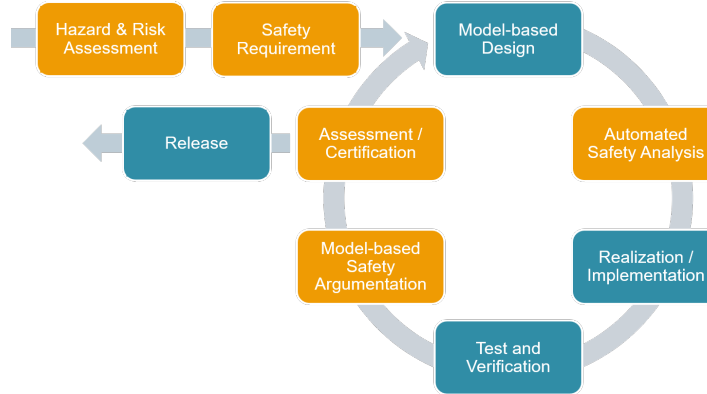 Hazard & Risk
Assessment
Safety
Requirement
Model-based
Design
Release
Assessment /
Certification
Automated
Safety Analysis
Model-based
Safety
Argumentation
Realization /
Implementation
Test and
Verification